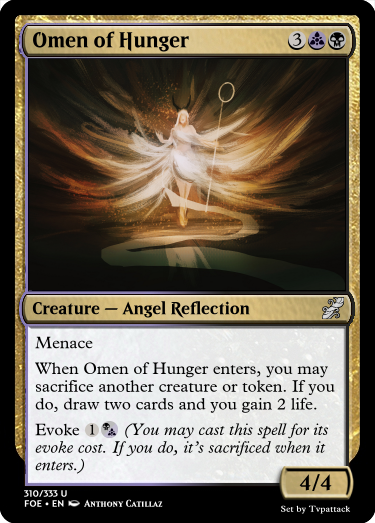 Omen of Hunger 3
Creature — Angel Reflection
Menace
When Omen of Hunger enters, you may
sacrifice another creature or token. If you
do, draw two cards and you gain 2 life.
Evoke 1 (You may cast this spell for its
evoke cost. If you do, it's sacrificed when it
enters.)
4/4
310/333 U
FOE • EN Anthony Catillaz
Set by Tvpattack